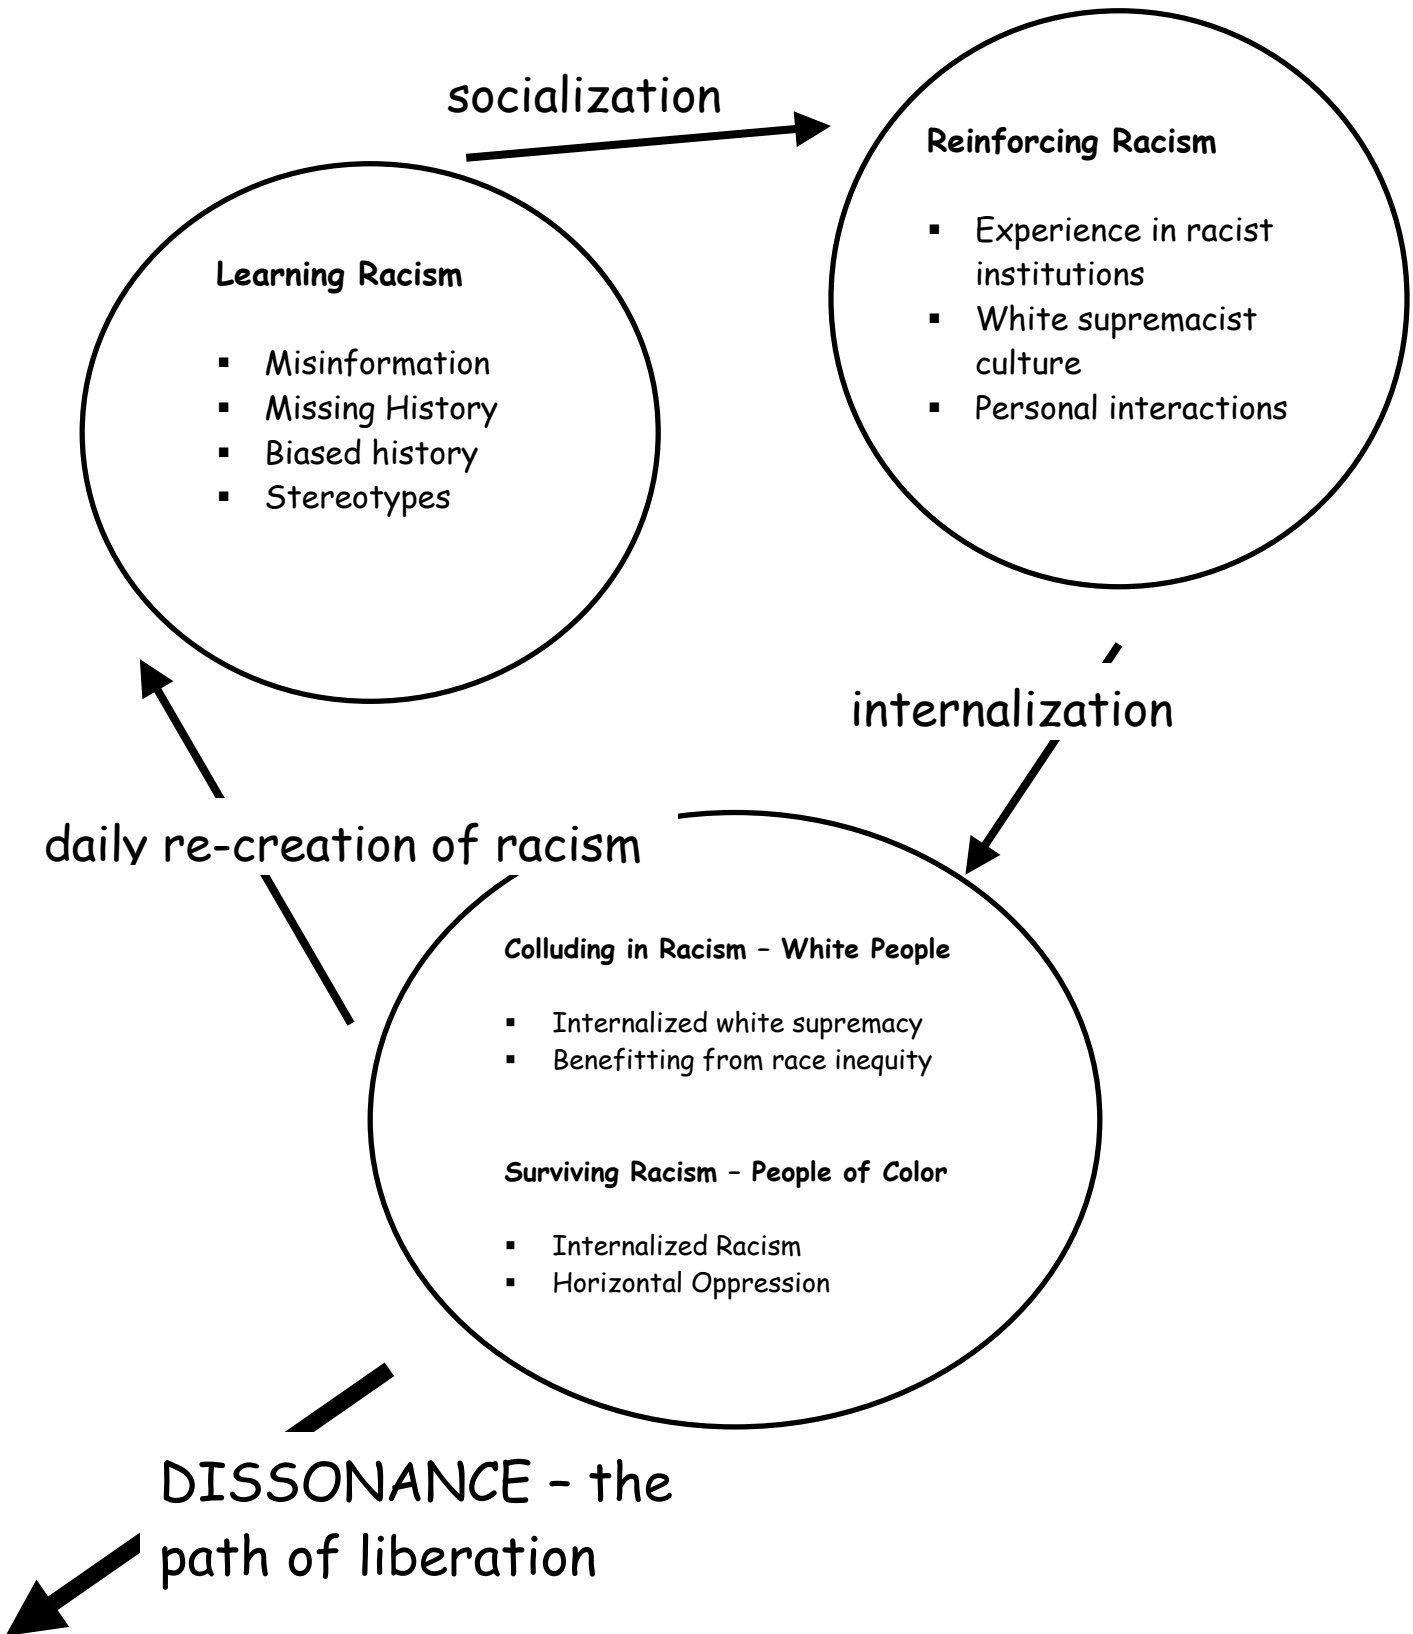 socialization
Reinforcing Racism
▪ Experience in racist
institutions
▪ White supremacist
culture
▪ Personal interactions
Learning Racism
▪ Misinformation
▪ Missing History
▪ Biased history
▪ Stereotypes
internalization
daily re-creation of racism
Colluding in Racism – White People
▪ Internalized white supremacy
▪ Benefitting from race inequity
Surviving Racism – People of Color
▪ Internalized Racism
▪ Horizontal Oppression
DISSONANCE – the
path of liberation